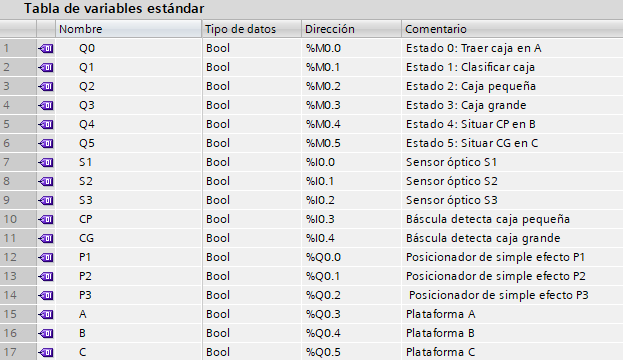 Tabla de variables estándar
Nombre Tipo de datos Dirección Comentario
1 Q0 Bool %M0.0 Estado 0: Traer caja en A
2 Q1 Bool %M0.1 Estado 1: Clasificar caja
3 Q2 Bool %M0.2 Estado 2: Caja pequeña
4 Q3 Bool %M0.3 Estado 3: Caja grande
5 Q4 Bool %M0.4 Estado 4: Situar CP en B
6 Q5 Bool %M0.5 Estado 5: Situar CG en C
7 S1 Bool %I0.0 Sensor óptico S1
8 S2 Bool %I0.1 Sensor óptico S2
9 S3 Bool %I0.2 Sensor óptico S3
10 CP Bool %I0.3 Báscula detecta caja pequeña
11 CG Bool %I0.4 Báscula detecta caja grande
12 P1 Bool %Q0.0 Posicionador de simple efecto P1
13 P2 Bool %Q0.1 Posicionador de simple efecto P2
14 P3 Bool %Q0.2 Posicionador de simple efecto P3
15 A Bool %Q0.3 Plataforma A
16 B Bool %Q0.4 Plataforma B
17 C Bool %Q0.5 Plataforma C